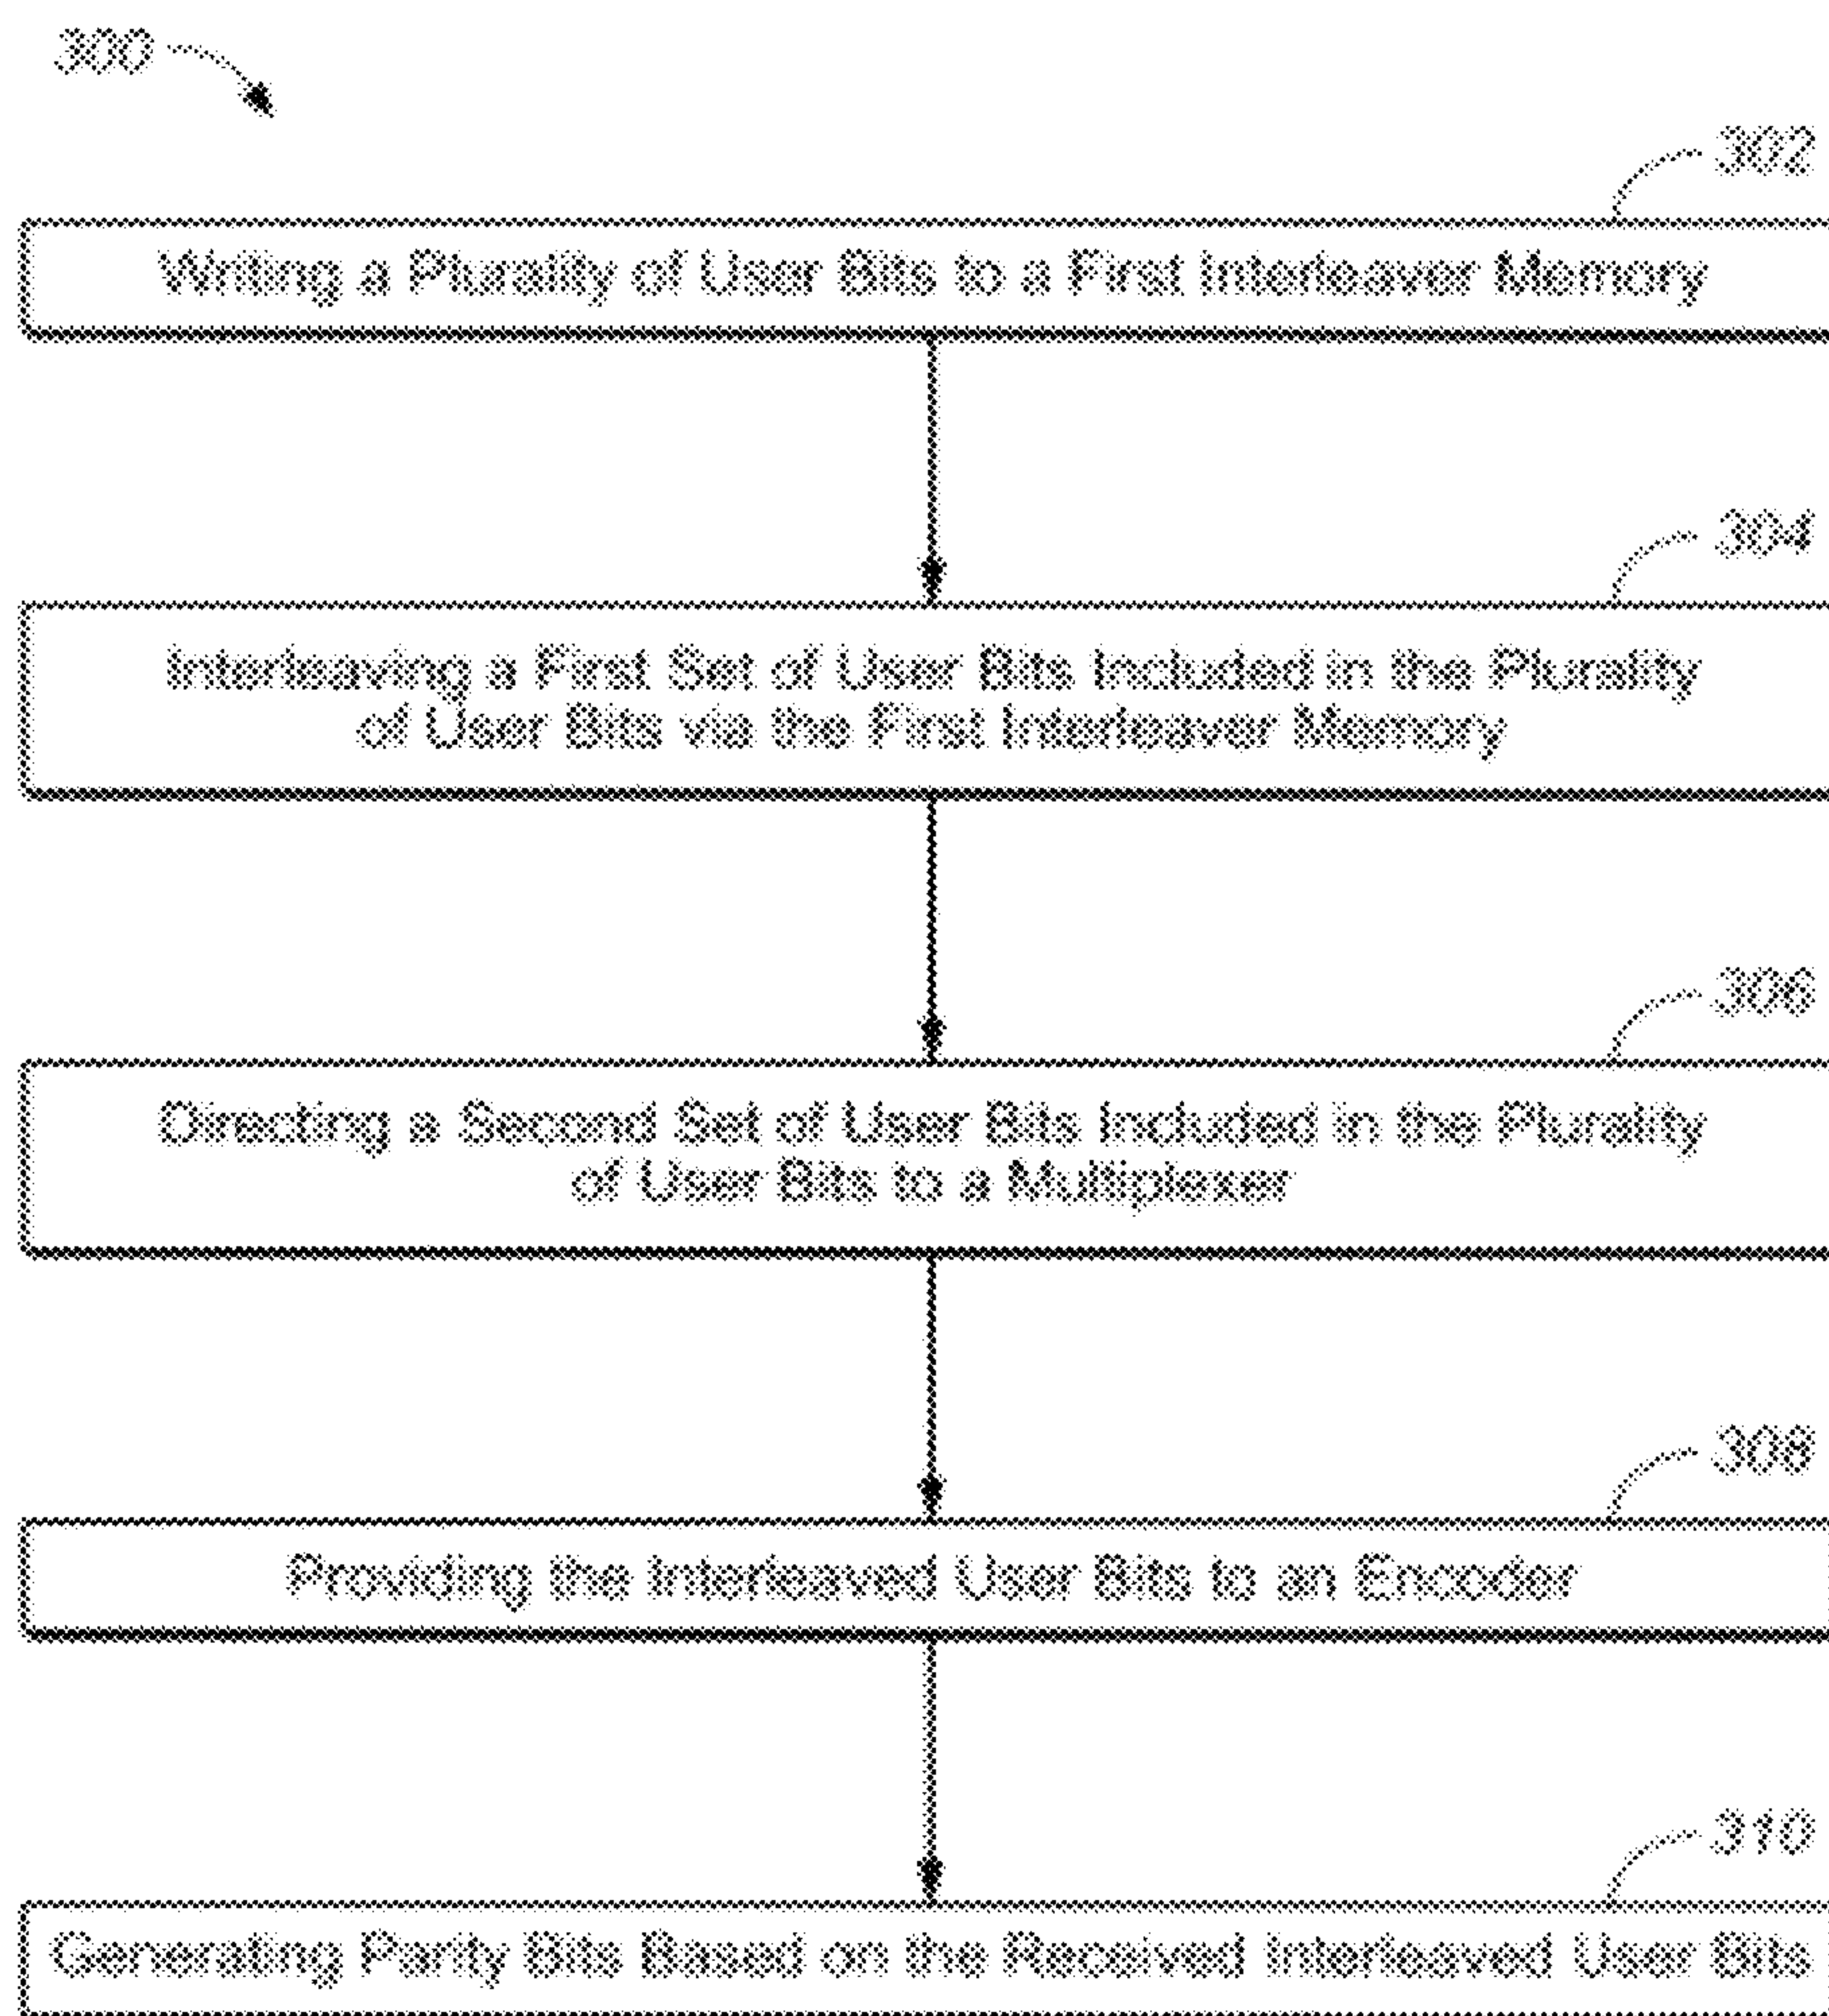 300
302
Writing a Plurality of User Bits to a First Interleaver Memory
304
Interleaving a First Set of User Bits Included in the Plurality
of User Bits via the First Interleaver Memory
306
Directing a Second Set of User Bits Included in the Plurality
of User Bits to a Multiplexer
308
Providing the Interleaved User Bits to an Encoder
310
Generating Parity Bits Based on the Received Interleaved User Bits